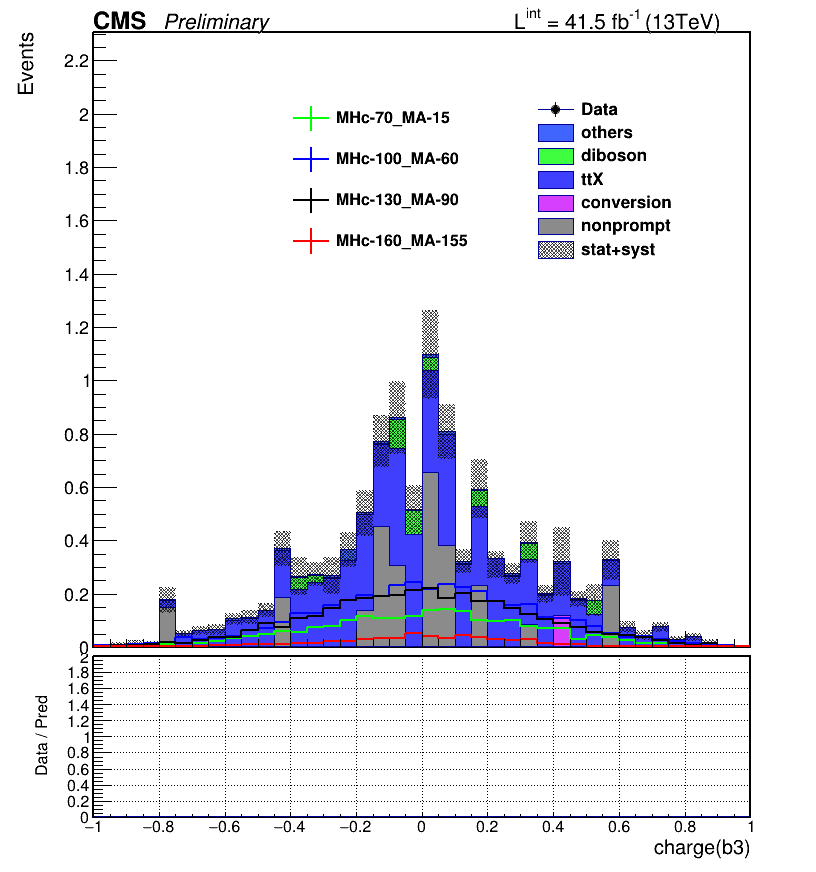 CMS Preliminary
L^int = 41.5 fb^-1 (13TeV)
Events
2.2
2
1.8
1.6
1.4
1.2
1
0.8
0.6
0.4
0.2
0
MHc-70_MA-15
MHc-100_MA-60
MHc-130_MA-90
MHc-160_MA-155
Data
others
diboson
ttX
conversion
nonprompt
stat+syst
Data / Pred
2
1.8
1.6
1.4
1.2
1
0.8
0.6
0.4
0.2
0
−1 −0.8 −0.6 −0.4 −0.2 0 0.2 0.4 0.6 0.8 1
charge(b3)